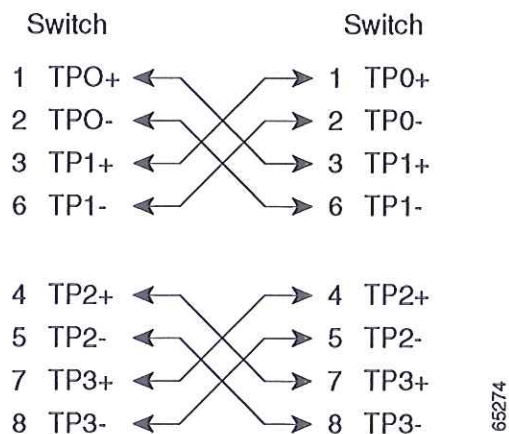 Switch Switch
1 TPO+ 1 TP0+
2 TPO- 2 TP0-
3 TP1+ 3 TP1+
6 TP1- 6 TP1-
4 TP2+ 4 TP2+
5 TP2- 5 TP2-
7 TP3+ 7 TP3+
8 TP3- 8 TP3-
65274